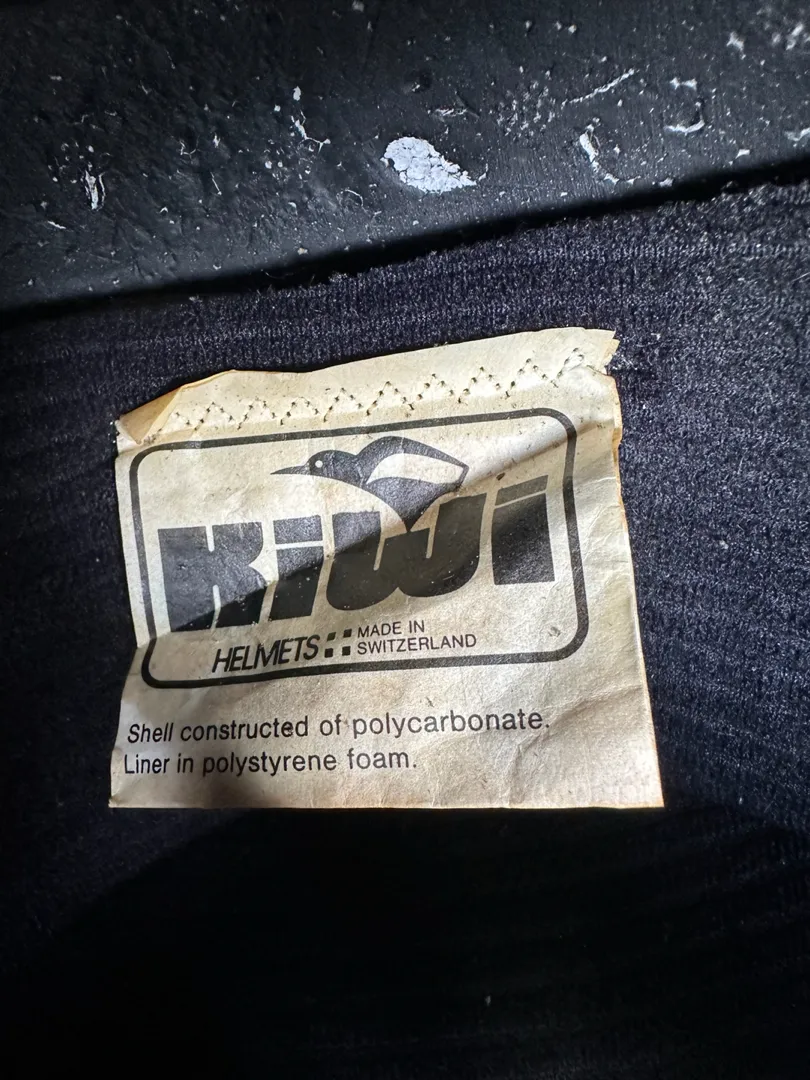 Kiwi
HELMETS MADE IN
SWITZERLAND
Shell constructed of polycarbonate.
Liner in polystyrene foam.